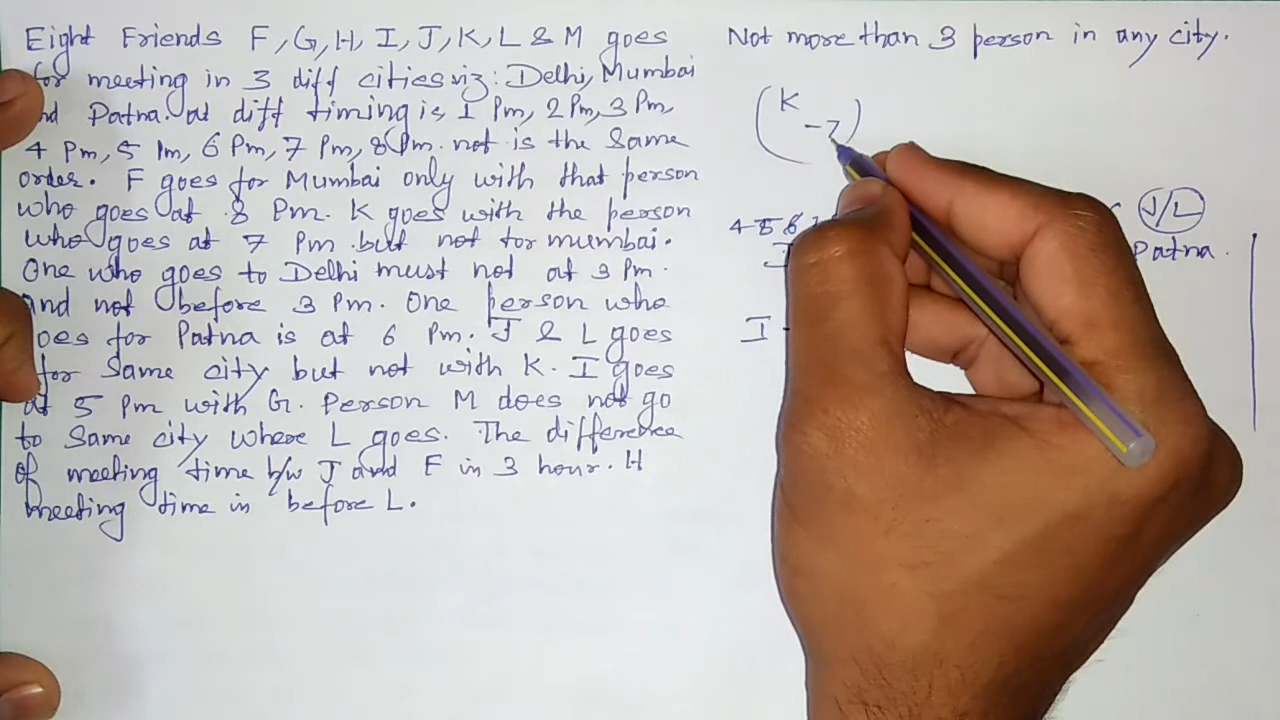 Eight Friends F, G, H, I, J, K, L & M goes
for meeting in 3 diff cities viz: Delhi, Mumbai
nd Patna at diff timing is 1 Pm, 2 Pm, 3 Pm,
4 Pm, 5 Pm, 6 Pm, 7 Pm, 8 Pm. not is the same
order. F goes for Mumbai only with that person
who goes at 8 Pm. K goes with the person
who goes at 7 Pm but not for mumbai.
One who goes to Delhi must not at 3 Pm.
and not before 3 Pm. One person who
oes for Patna is at 6 Pm. J & L goes
for Same city but not with K. I goes
at 5 Pm with G. Person M does not go
to Same city where L goes. The difference
of meeting time b/w J and F in 3 hour. H
meeting time in before L.
Not more than 3 person in any city.
K
-7
J/L
4 5 6
Patna.
I